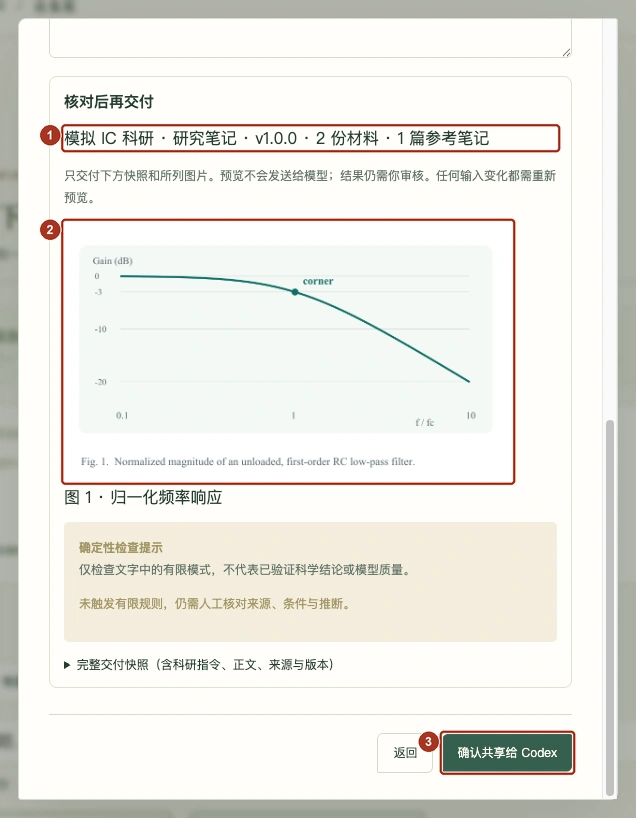 核对后再交付
1
模拟 IC 科研 · 研究笔记 · v1.0.0 · 2 份材料 · 1 篇参考笔记
只交付下方快照和所列图片。预览不会发送给模型；结果仍需你审核。任何输入变化都需重新
预览。
2
Gain (dB)
0
corner
-3
-10
-20
0.1
1
10
f / fc
Fig. 1. Normalized magnitude of an unloaded, first-order RC low-pass filter.
图 1 · 归一化频率响应
确定性检查提示
仅检查文字中的有限模式，不代表已验证科学结论或模型质量。
未触发有限规则，仍需人工核对来源、条件与推断。
▶ 完整交付快照（含科研指令、正文、来源与版本）
返回
3
确认共享给 Codex